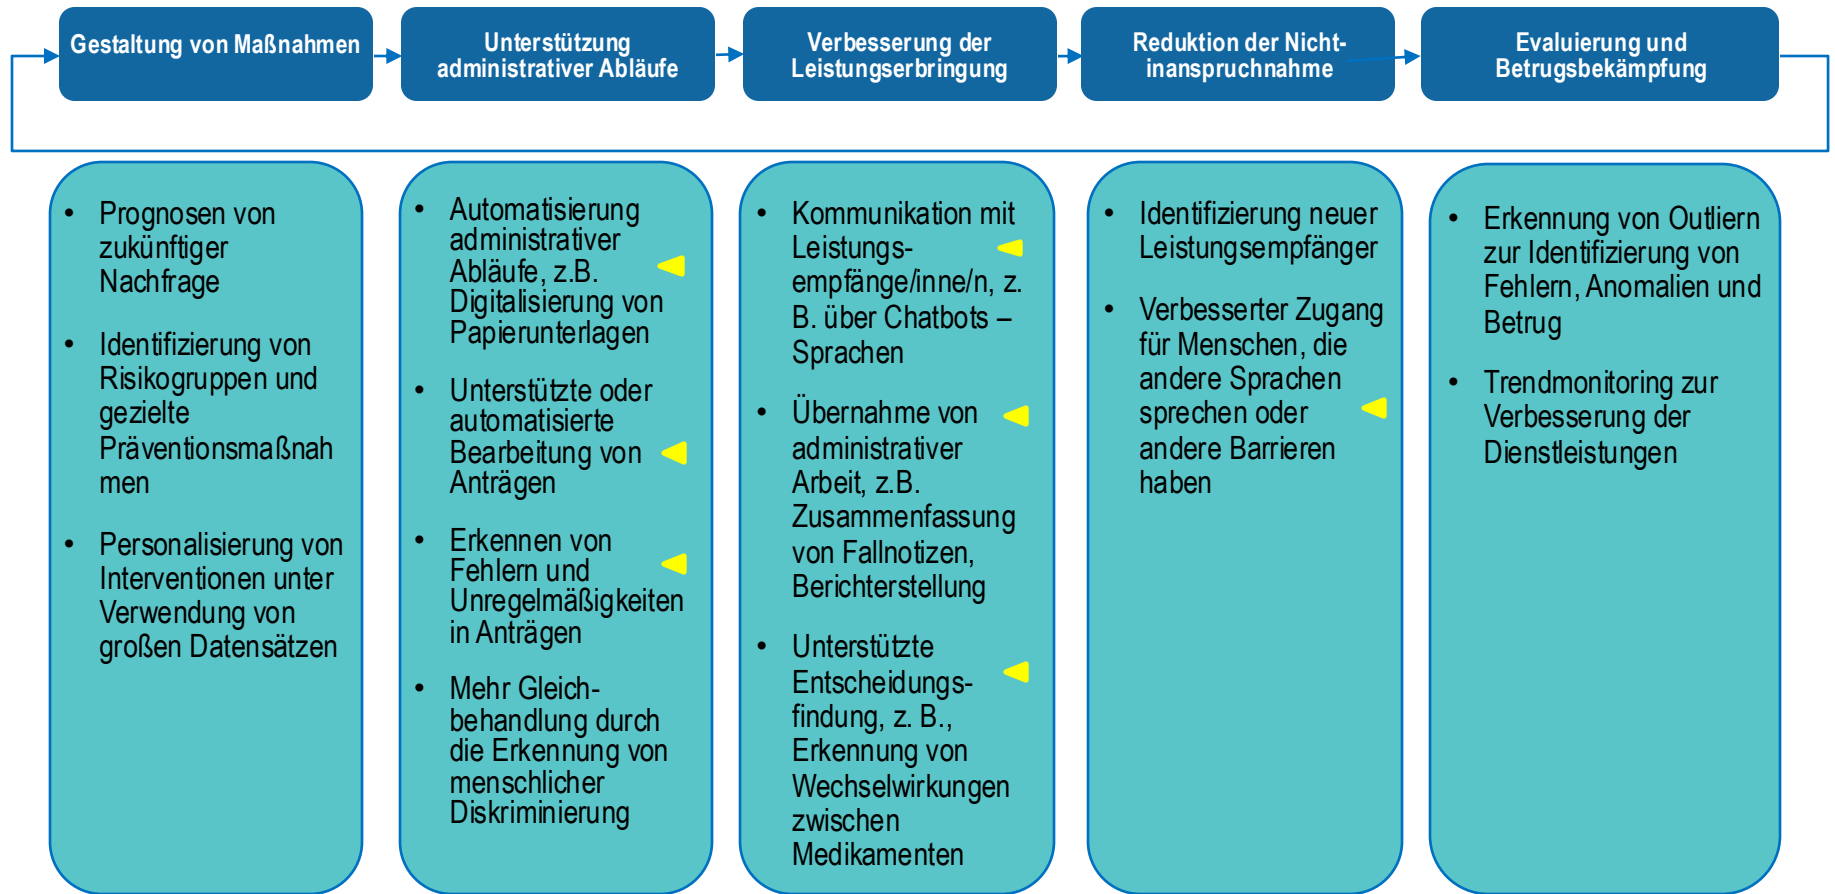 Gestaltung von Maßnahmen
Unterstützung
administrativer Abläufe
Verbesserung der
Leistungserbringung
Reduktion der Nicht-
inanspruchnahme
Evaluierung und
Betrugsbekämpfung
• Prognosen von
zukünftiger
Nachfrage
• Identifizierung von
Risikogruppen und
gezielte
Präventionsmaßnah
men
• Personalisierung von
Interventionen unter
Verwendung von
großen Datensätzen
• Automatisierung
administrativer
Abläufe, z.B.
Digitalisierung von
Papierunterlagen
• Unterstützte oder
automatisierte
Bearbeitung von
Anträgen
• Erkennen von
Fehlern und
Unregelmäßigkeiten
in Anträgen
• Mehr Gleich-
behandlung durch
die Erkennung von
menschlicher
Diskriminierung
• Kommunikation mit
Leistungs-
empfänge/inne/n, z.
B. über Chatbots –
Sprachen
• Übernahme von
administrativer
Arbeit, z.B.
Zusammenfassung
von Fallnotizen,
Berichterstellung
• Unterstützte
Entscheidungs-
findung, z. B.,
Erkennung von
Wechselwirkungen
zwischen
Medikamenten
• Identifizierung neuer
Leistungsempfänger
• Verbesserter Zugang
für Menschen, die
andere Sprachen
sprechen oder
andere Barrieren
haben
• Erkennung von Outliern
zur Identifizierung von
Fehlern, Anomalien und
Betrug
• Trendmonitoring zur
Verbesserung der
Dienstleistungen